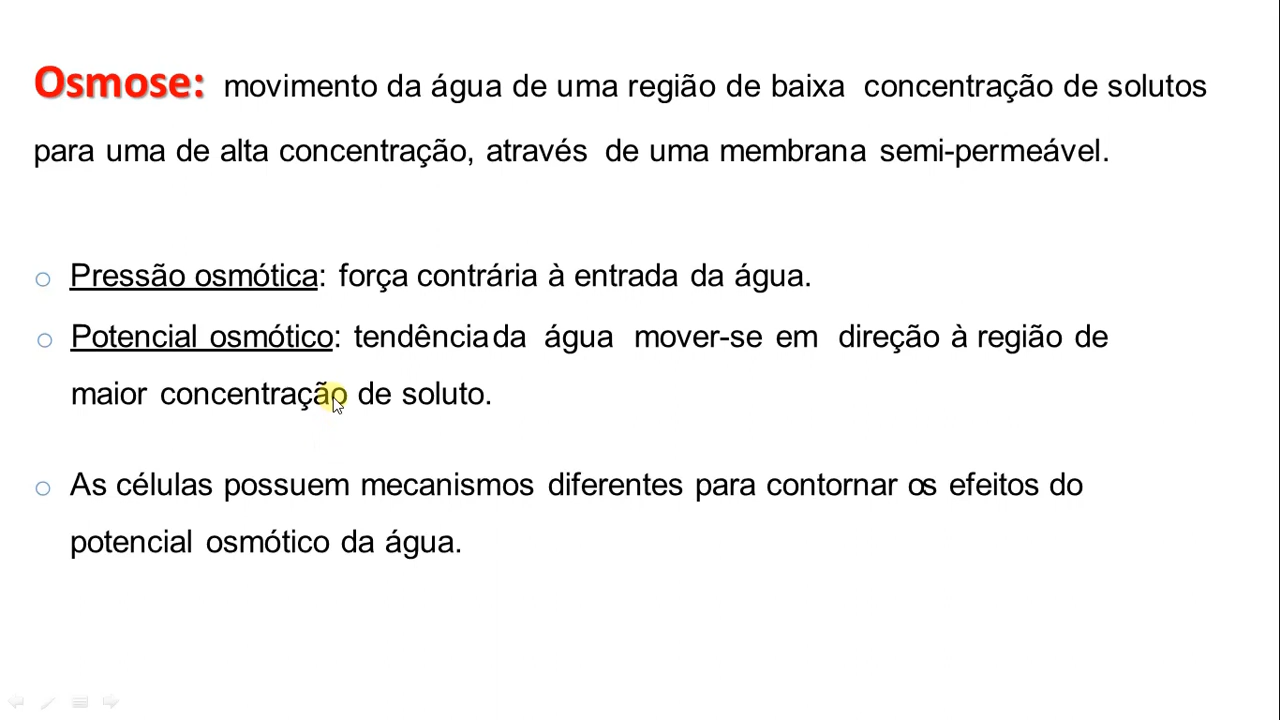 Osmose: movimento da água de uma região de baixa concentração de solutos
para uma de alta concentração, através de uma membrana semi-permeável.
Pressão osmótica: força contrária à entrada da água.
Potencial osmótico: tendência da água mover-se em direção à região de
maior concentração de soluto.
As células possuem mecanismos diferentes para contornar os efeitos do
potencial osmótico da água.